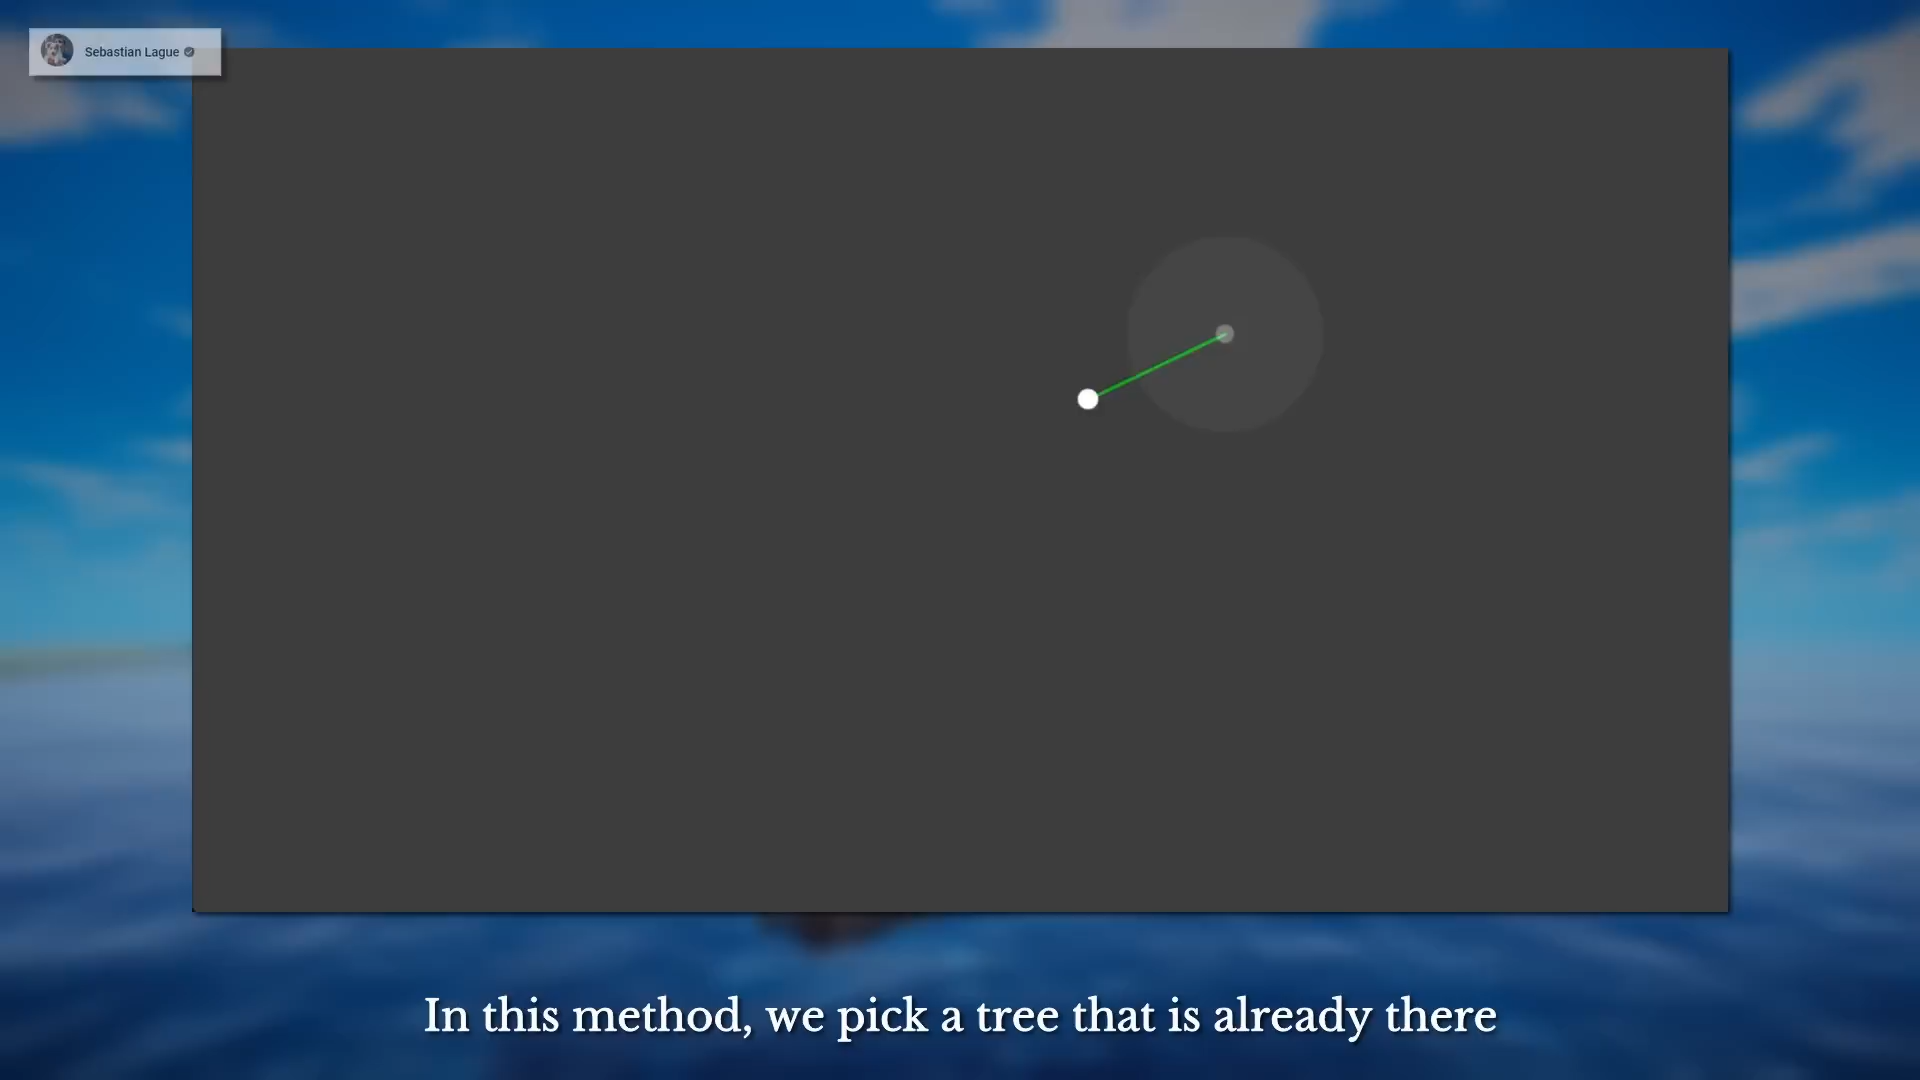 Sebastian Lague
In this method, we pick a tree that is already there